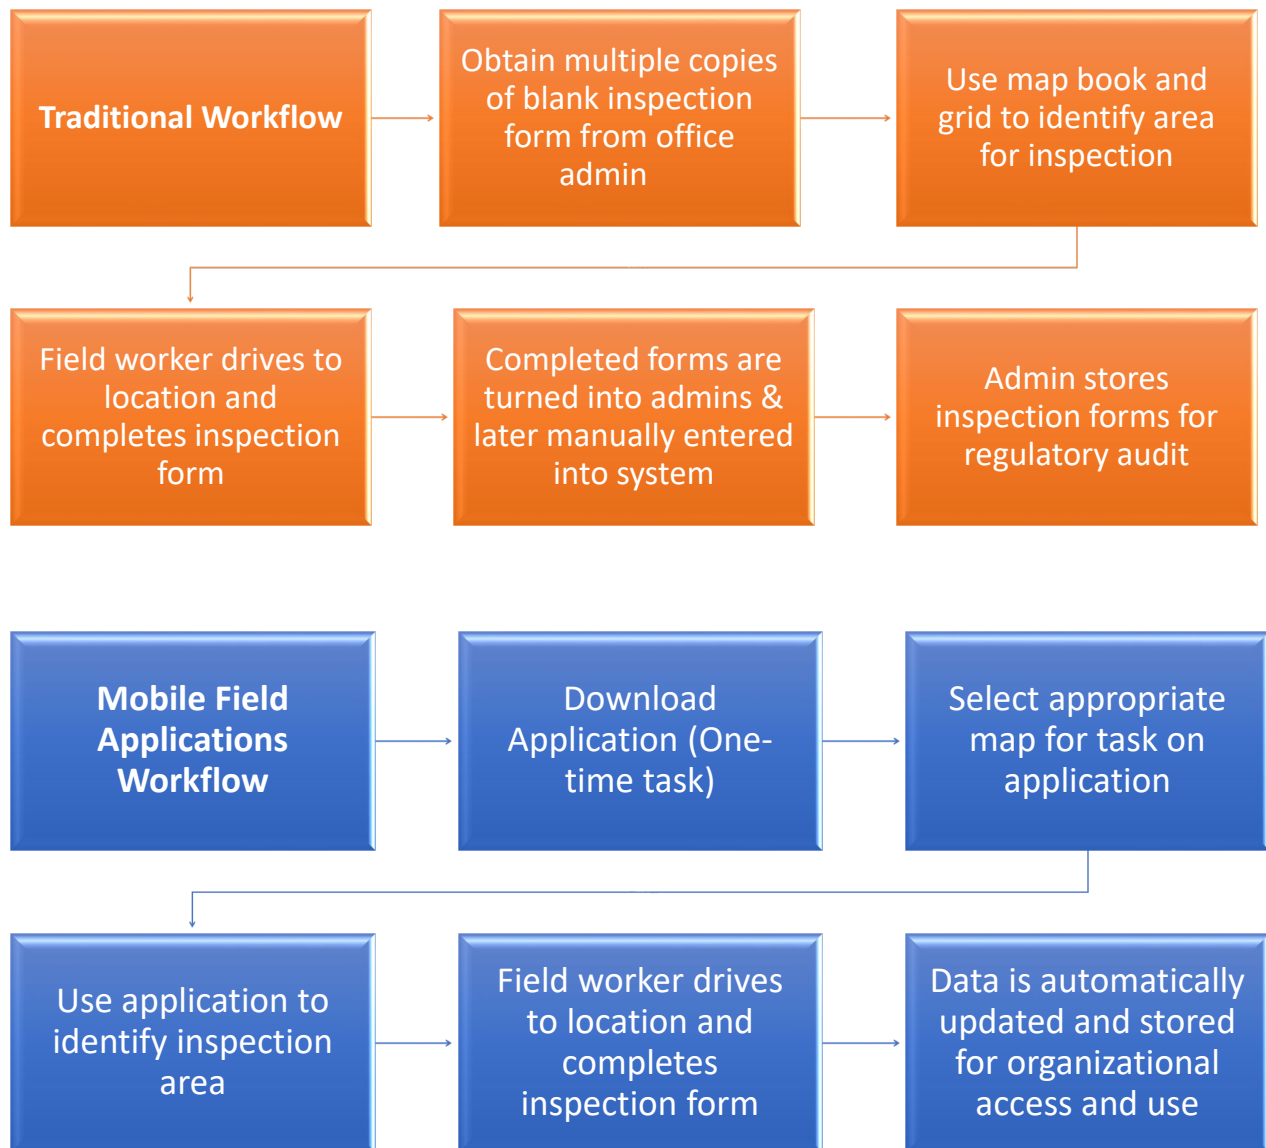 Traditional Workflow
Obtain multiple copies
of blank inspection
form from office
admin
Use map book and
grid to identify area
for inspection
Field worker drives to
location and
completes inspection
form
Completed forms are
turned into admins &
later manually entered
into system
Admin stores
inspection forms for
regulatory audit
Mobile Field
Applications
Workflow
Download
Application (One-
time task)
Select appropriate
map for task on
application
Use application to
identify inspection
area
Field worker drives
to location and
completes
inspection form
Data is automatically
updated and stored
for organizational
access and use